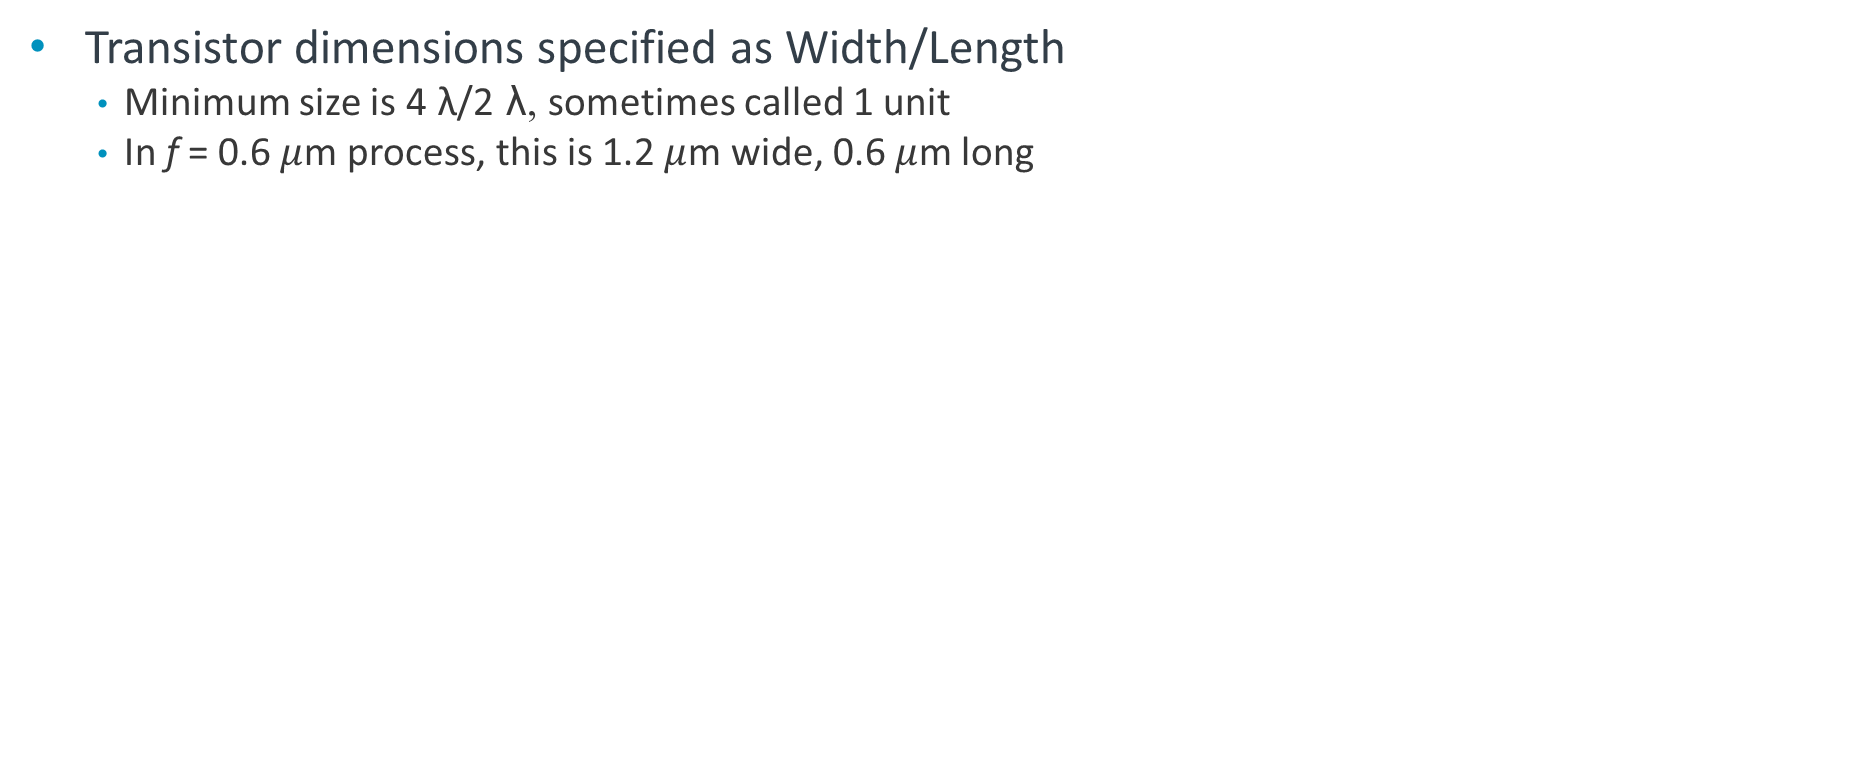 • Transistor dimensions specified as Width/Length
• Minimum size is 4 λ/2 λ, sometimes called 1 unit
• In f = 0.6 𝜇m process, this is 1.2 𝜇m wide, 0.6 𝜇m long